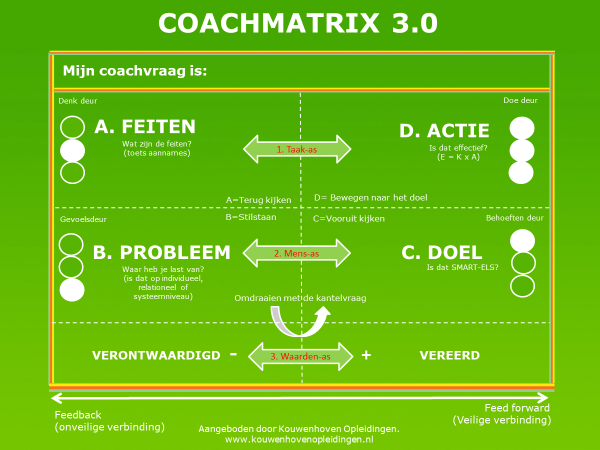 COACHMATRIX 3.0
Mijn coachvraag is:
Denk deur
Doe deur
A. FEITEN
Wat zijn de feiten?
(toets aannames)
1. Taak-as
D. ACTIE
Is dat effectief?
(E = K x A)
A=Terug kijken
D= Bewegen naar het doel
Gevoelsdeur
B=Stilstaan
C=Vooruit kijken
Behoeften deur
B. PROBLEEM
Waar heb je last van?
(is dat op individueel,
relationeel of
systeemniveau)
2. Mens-as
C. DOEL
Is dat SMART-ELS?
Omdraaien met de kantelvraag
VERONTWAARDIGD -
3. Waarden-as
+ VEREERD
Feedback
(onveilige verbinding)
Feed forward
(Veilige verbinding)
Aangeboden door Kouwenhoven Opleidingen.
www.kouwenhovenopleidingen.nl